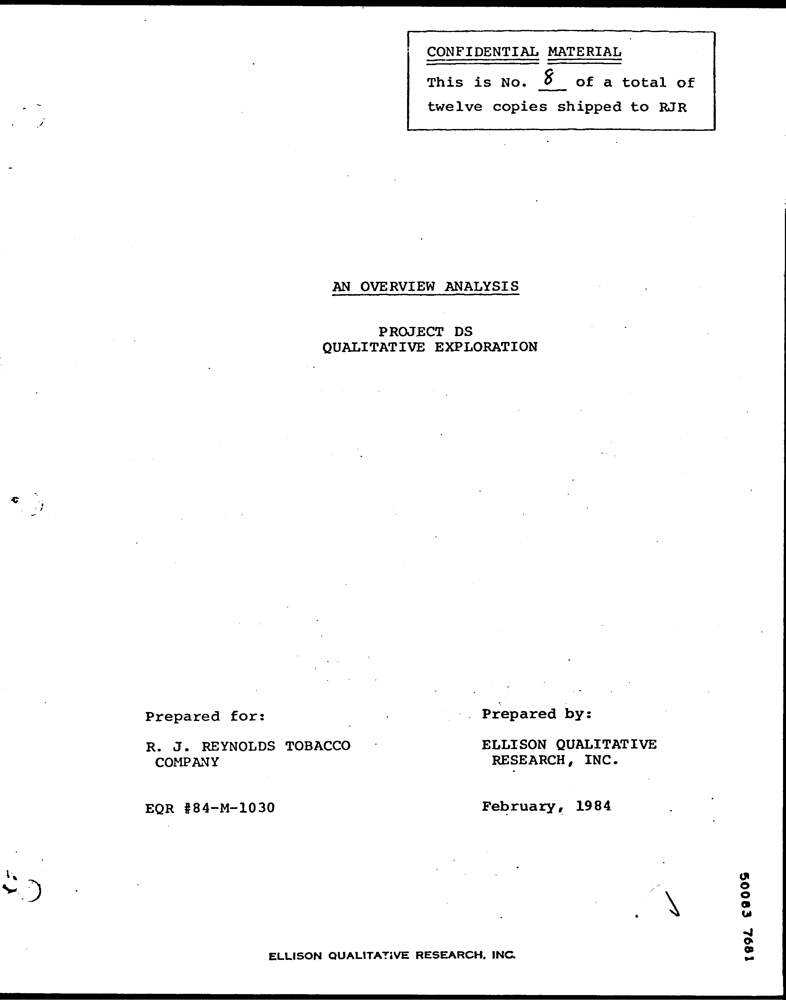 CONFIDENTIAL MATERIAL
This is No. 8 of a total of
twelve copies shipped to RJR
AN OVERVIEW ANALYSIS
PROJECT DS
QUALITATIVE EXPLORATION
Prepared for:
R. J. REYNOLDS TOBACCO
COMPANY
EQR #84-M-1030
Prepared by:
ELLISON QUALITATIVE
RESEARCH, INC.
February, 1984
50083 7681
ELLISON QUALITATIVE RESEARCH, INC.